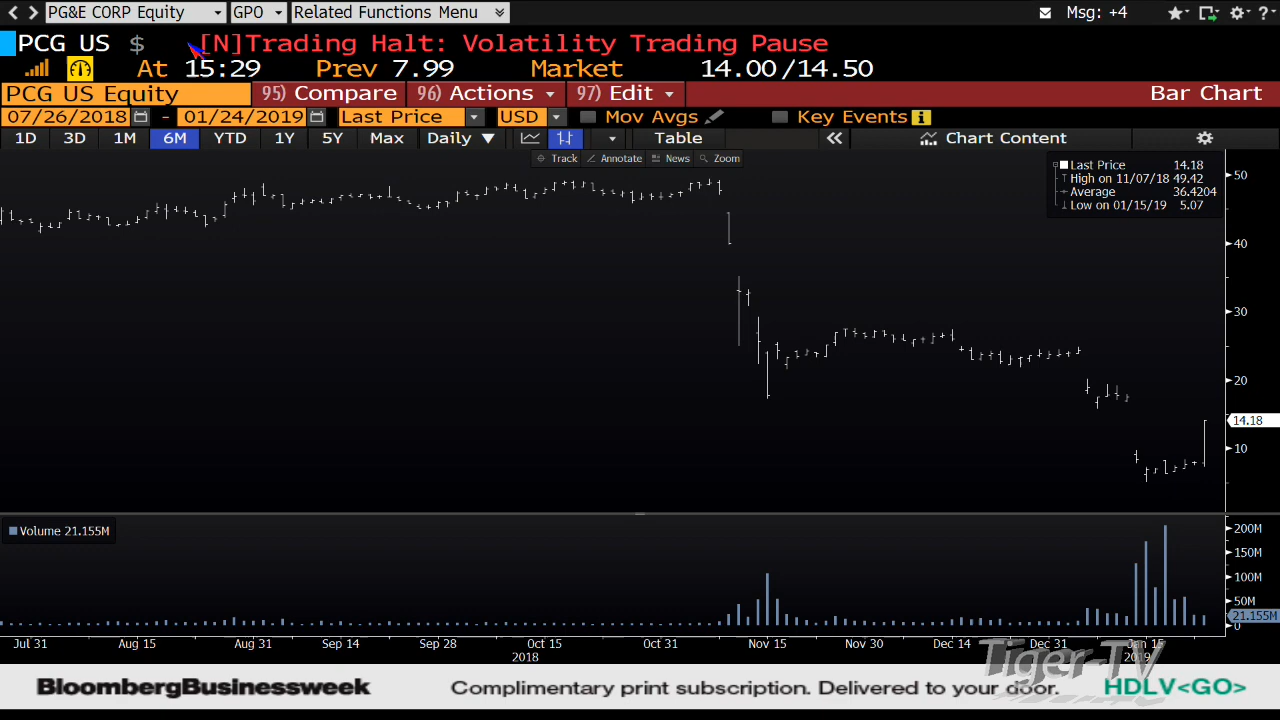 PG&E CORP Equity GPO Related Functions Menu Msg: +4 ?
PCG US $ [N]Trading Halt: Volatility Trading Pause
At 15:29 Prev 7.99 Market 14.00/14.50
PCG US Equity 95) Compare 96) Actions 97) Edit Bar Chart
07/26/2018 - 01/24/2019 Last Price USD Mov Avgs Key Events i
1D 3D 1M 6M YTD 1Y 5Y Max Daily Table Chart Content
Track Annotate News Zoom
Last Price 14.18
High on 11/07/18 49.42
Average 36.4204
Low on 01/15/19 5.07
50
40
30
20
14.18
10
Volume 21.155M
200M
150M
100M
50M
21.155M
0
Jul 31 Aug 15 Aug 31 Sep 14 Sep 28 Oct 15 Oct 31 Nov 15 Nov 30 Dec 14 Dec 31 Jan 15
2018 2019
Tiger-TV
BloombergBusinessweek Complimentary print subscription. Delivered to your door. HDLV<GO>